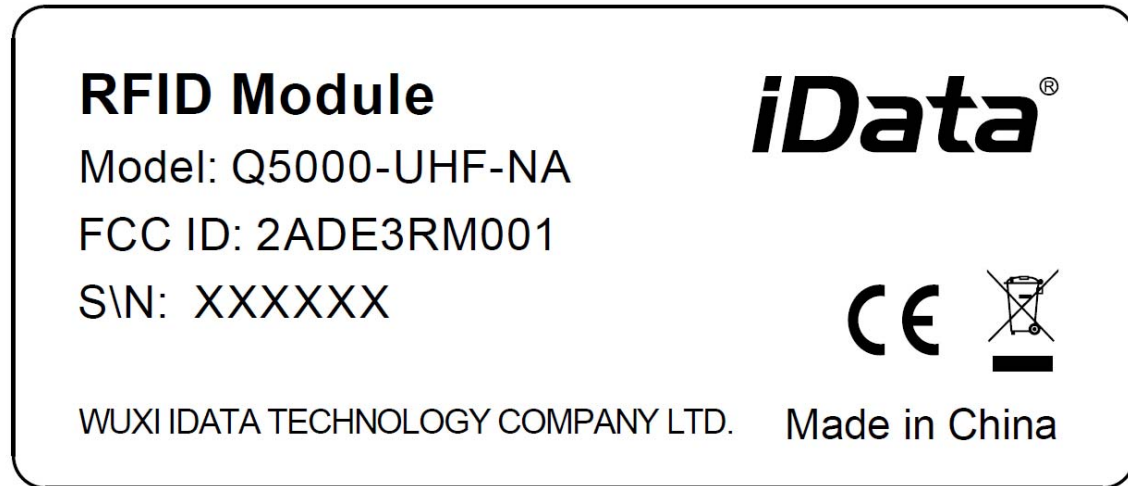 RFID Module
iData®
Model: Q5000-UHF-NA
FCC ID: 2ADE3RM001
S\N: XXXXXX
CE
WUXI IDATA TECHNOLOGY COMPANY LTD.
Made in China